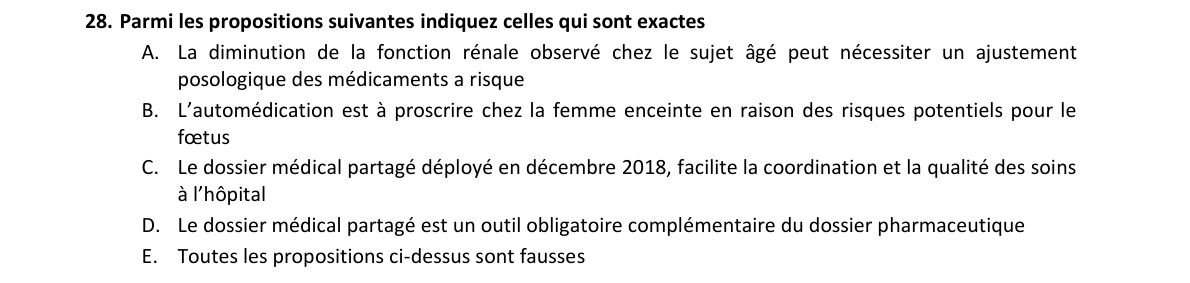 28. Parmi les propositions suivantes indiquez celles qui sont exactes
A. La diminution de la fonction rénale observé chez le sujet âgé peut nécessiter un ajustement
posologique des médicaments a risque
B. L’automédication est à proscrire chez la femme enceinte en raison des risques potentiels pour le
fœtus
C. Le dossier médical partagé déployé en décembre 2018, facilite la coordination et la qualité des soins
à l’hôpital
D. Le dossier médical partagé est un outil obligatoire complémentaire du dossier pharmaceutique
E. Toutes les propositions ci-dessus sont fausses